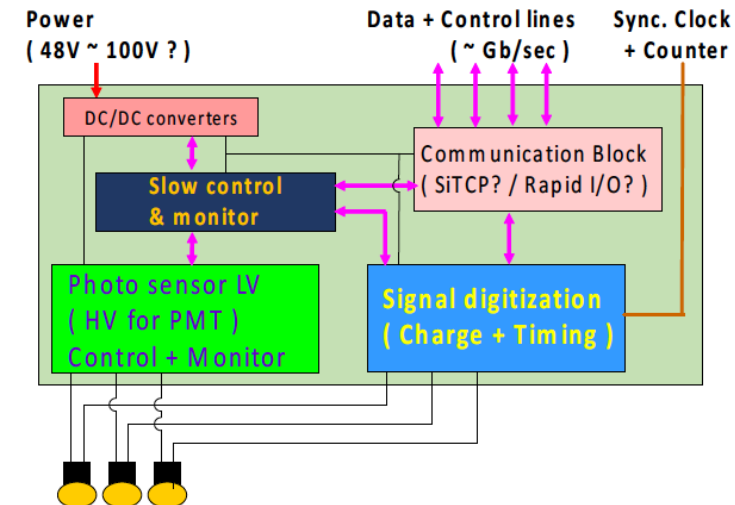 Power
( 48V ~ 100V ? )
Data + Control lines
( ~ Gb/sec )
Sync. Clock
+ Counter
DC/DC converters
Communication Block
( SiTCP? / Rapid I/O? )
Slow control
& monitor
Photo sensor LV
( HV for PMT )
Control + Monitor
Signal digitization
( Charge + Timing )